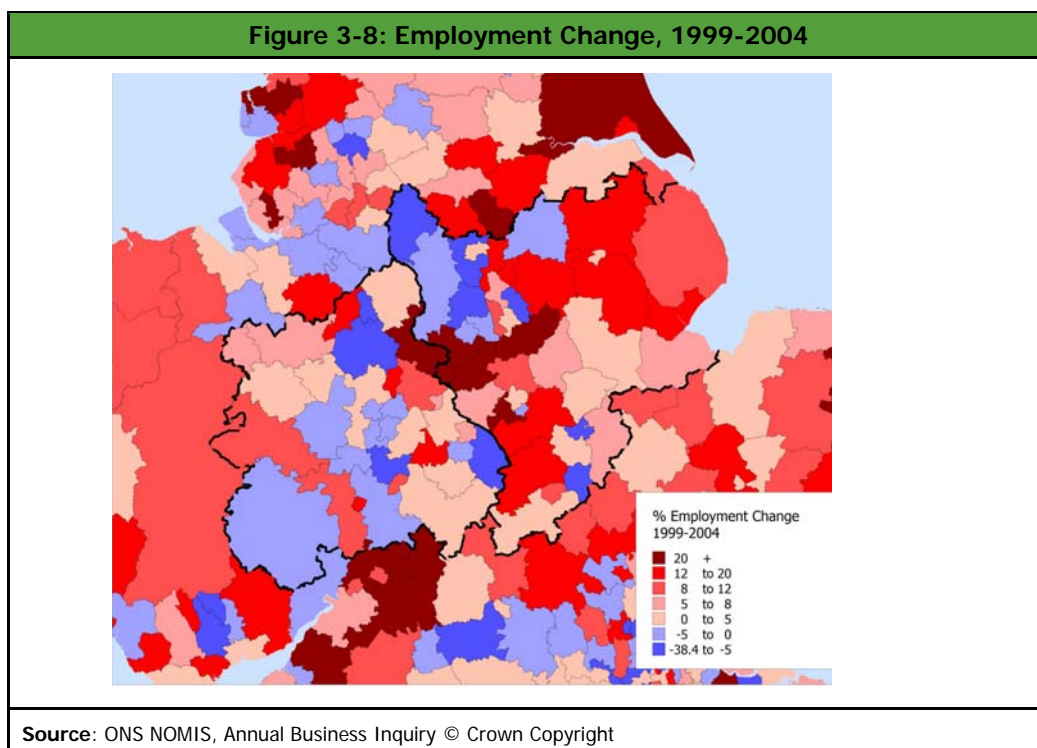 Figure 3-8: Employment Change, 1999-2004
% Employment Change
1999-2004
20 +
12 to 20
8 to 12
5 to 8
0 to 5
-5 to 0
-38.4 to -5
Source: ONS NOMIS, Annual Business Inquiry © Crown Copyright